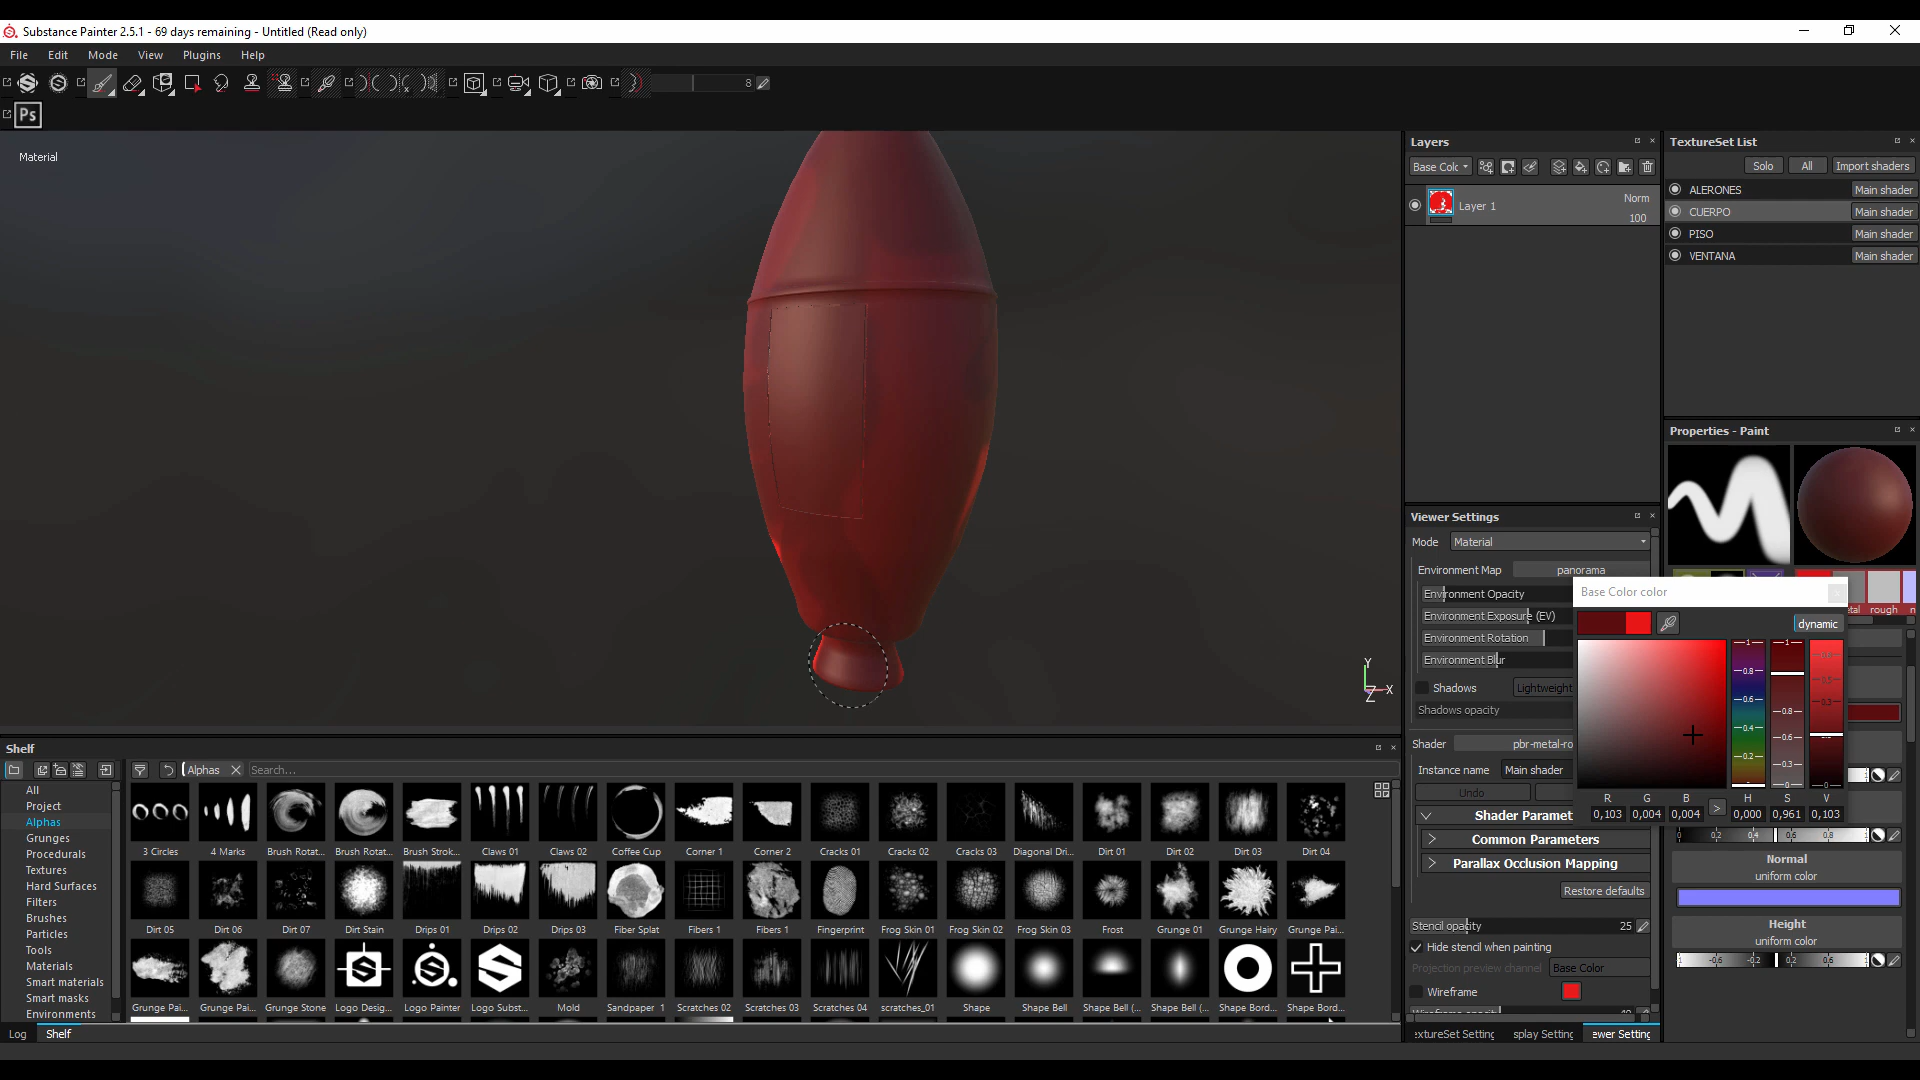 Substance Painter 2.5.1 - 69 days remaining - Untitled (Read only)
File Edit Mode View Plugins Help
8
Ps
Material
Y
X
Z
Layers
Base Colc
Layer 1
Norm
100
TextureSet List
Solo All Import shaders
ALERONES Main shader
CUERPO Main shader
PISO Main shader
VENTANA Main shader
Properties - Paint
rough n
Viewer Settings
Mode Material
Environment Map panorama
Environment Opacity
Environment Exposure (EV)
Environment Rotation
Environment Blur
Shadows Lightweight
Shadows opacity
Shader pbr-metal-ro
Instance name Main shader
Undo
Shader Paramet
Common Parameters
Parallax Occlusion Mapping
Restore defaults
Stencil opacity 25
Hide stencil when painting
Projection preview channel Base Color
Wireframe
extureSet Setting splay Setting ewer Setting
Base Color color
dynamic
R G B H S V
0,103 0,004 0,004 > 0,000 0,961 0,103
Normal
uniform color
Height
uniform color
Shelf
Alphas Search...
All
Project
Alphas
Grunges
Procedurals
Textures
Hard Surfaces
Filters
Brushes
Particles
Tools
Materials
Smart materials
Smart masks
Environments
3 Circles 4 Marks Brush Rotat... Brush Rotat... Brush Strok... Claws 01 Claws 02 Coffee Cup Corner 1 Corner 2 Cracks 01 Cracks 02 Cracks 03 Diagonal Dri... Dirt 01 Dirt 02 Dirt 03 Dirt 04
Dirt 05 Dirt 06 Dirt 07 Dirt Stain Drips 01 Drips 02 Drips 03 Fiber Splat Fibers 1 Fibers 1 Fingerprint Frog Skin 01 Frog Skin 02 Frog Skin 03 Frost Grunge 01 Grunge Hairy Grunge Pai...
Grunge Pai... Grunge Pai... Grunge Stone Logo Desig... Logo Painter Logo Subst... Mold Sandpaper 1 Scratches 02 Scratches 03 Scratches 04 scratches_01 Shape Shape Bell Shape Bell (... Shape Bell (... Shape Bord... Shape Bord...
Log Shelf